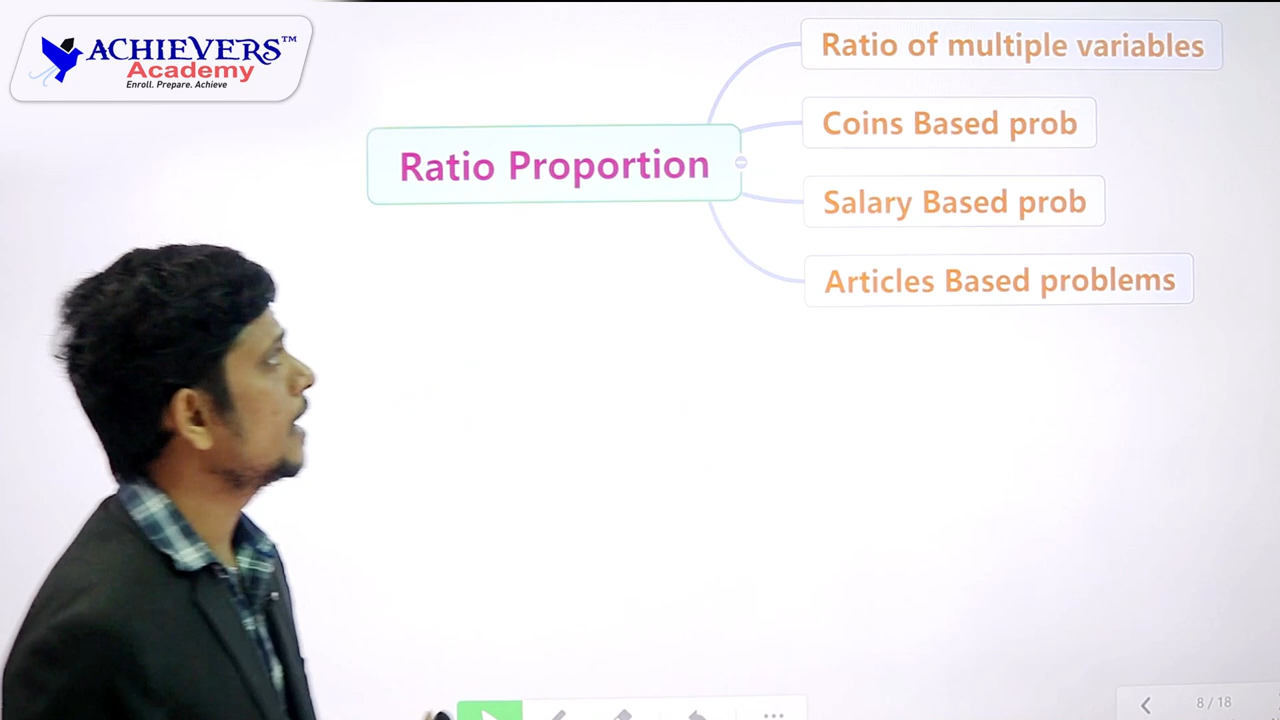 ACHIEVERS™
Academy
Enroll. Prepare. Achieve
Ratio Proportion
Ratio of multiple variables
Coins Based prob
Salary Based prob
Articles Based problems
8 / 18